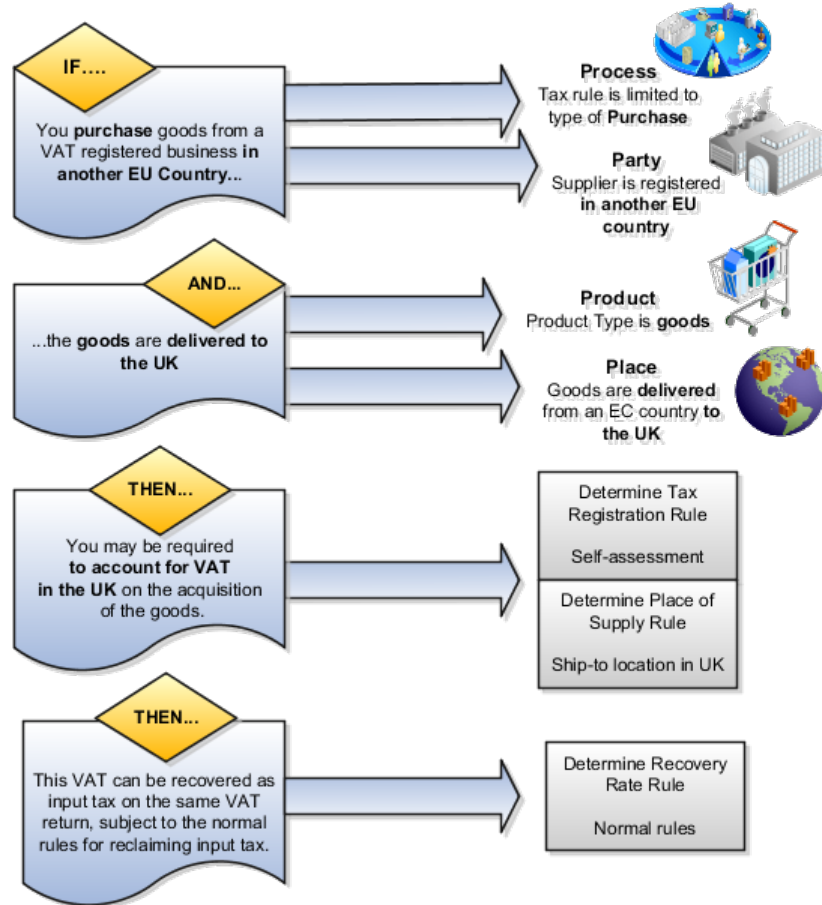 IF....
You purchase goods from a
VAT registered business in
another EU Country...
Process
Tax rule is limited to
type of Purchase
Party
Supplier is registered
in another EU
country
AND...
...the goods are delivered to
the UK
Product
Product Type is goods
Place
Goods are delivered
from an EC country to
the UK
THEN...
You may be required
to account for VAT
in the UK on the acquisition
of the goods.
Determine Tax
Registration Rule
Self-assessment
Determine Place of
Supply Rule
Ship-to location in UK
THEN...
This VAT can be recovered as
input tax on the same VAT
return, subject to the normal
rules for reclaiming input tax.
Determine Recovery
Rate Rule
Normal rules